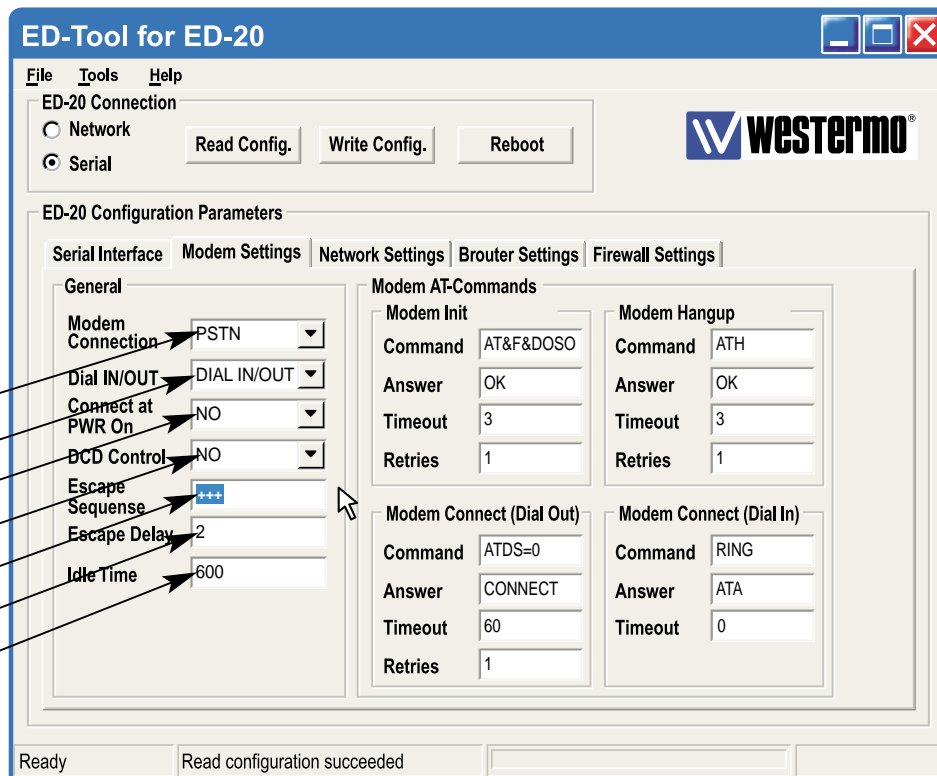 ED-Tool for ED-20
File Tools Help
ED-20 Connection
Network
Serial
Read Config.
Write Config.
Reboot
westermo®
ED-20 Configuration Parameters
Serial Interface
Modem Settings
Network Settings
Brouter Settings
Firewall Settings
General
Modem
Connection
PSTN
Dial IN/OUT
DIAL IN/OUT
Connect at
PWR On
NO
DCD Control
NO
Escape
Sequense
+++
Escape Delay
2
Idle Time
600
Modem AT-Commands
Modem Init
Command AT&F&DOSO
Answer OK
Timeout 3
Retries 1
Modem Hangup
Command ATH
Answer OK
Timeout 3
Retries 1
Modem Connect (Dial Out)
Command ATDS=0
Answer CONNECT
Timeout 60
Retries 1
Modem Connect (Dial In)
Command RING
Answer ATA
Timeout 0
Ready
Read configuration succeeded